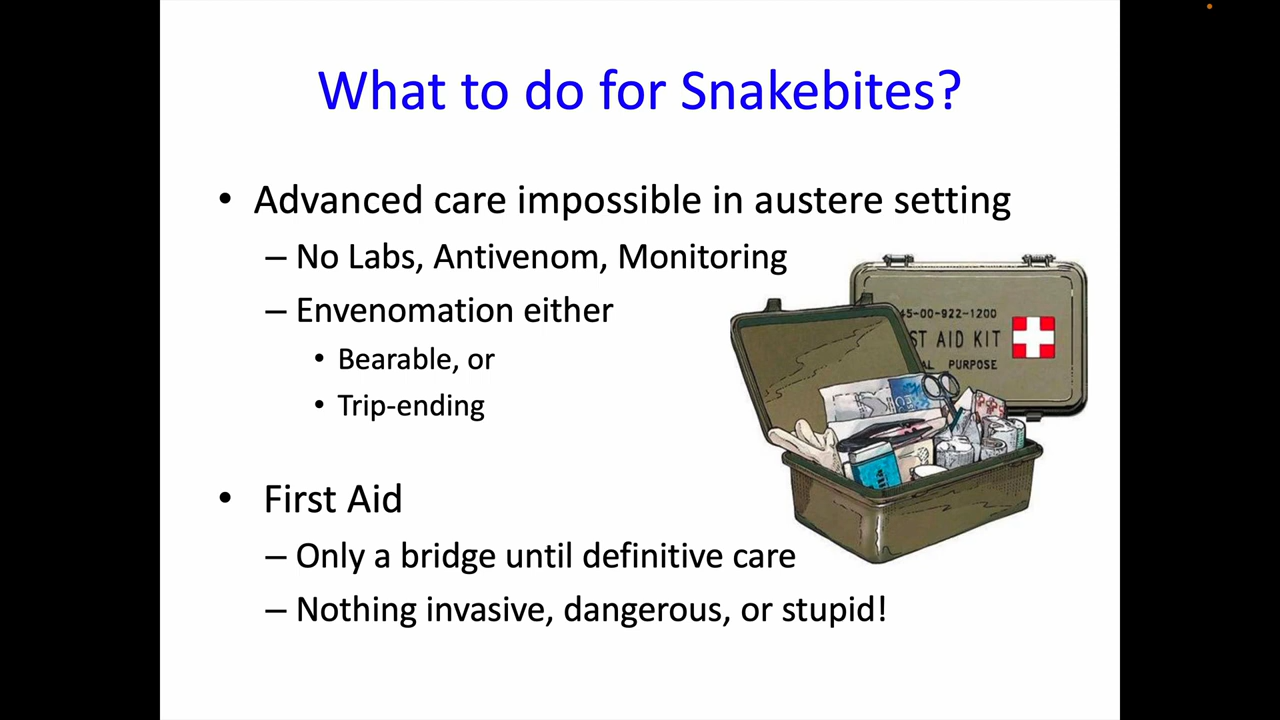 What to do for Snakebites?
• Advanced care impossible in austere setting
– No Labs, Antivenom, Monitoring
– Envenomation either
• Bearable, or
• Trip-ending
45-00-922-1200
ST AID KIT
AL PURPOSE
• First Aid
– Only a bridge until definitive care
– Nothing invasive, dangerous, or stupid!